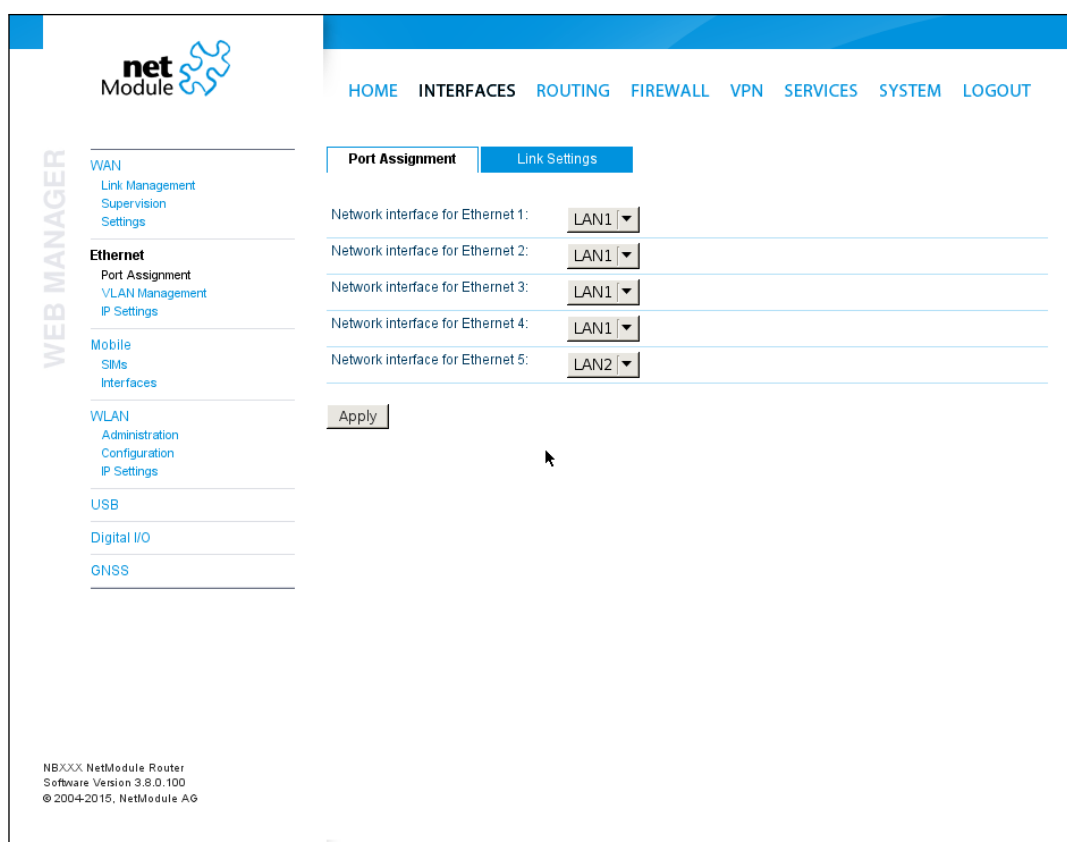 net
Module
HOME INTERFACES ROUTING FIREWALL VPN SERVICES SYSTEM LOGOUT
WEB MANAGER
WAN
Link Management
Supervision
Settings
Ethernet
Port Assignment
VLAN Management
IP Settings
Mobile
SIMs
Interfaces
WLAN
Administration
Configuration
IP Settings
USB
Digital I/O
GNSS
Port Assignment Link Settings
Network interface for Ethernet 1: LAN1
Network interface for Ethernet 2: LAN1
Network interface for Ethernet 3: LAN1
Network interface for Ethernet 4: LAN1
Network interface for Ethernet 5: LAN2
Apply
NBXXX NetModule Router
Software Version 3.8.0.100
© 2004-2015, NetModule AG